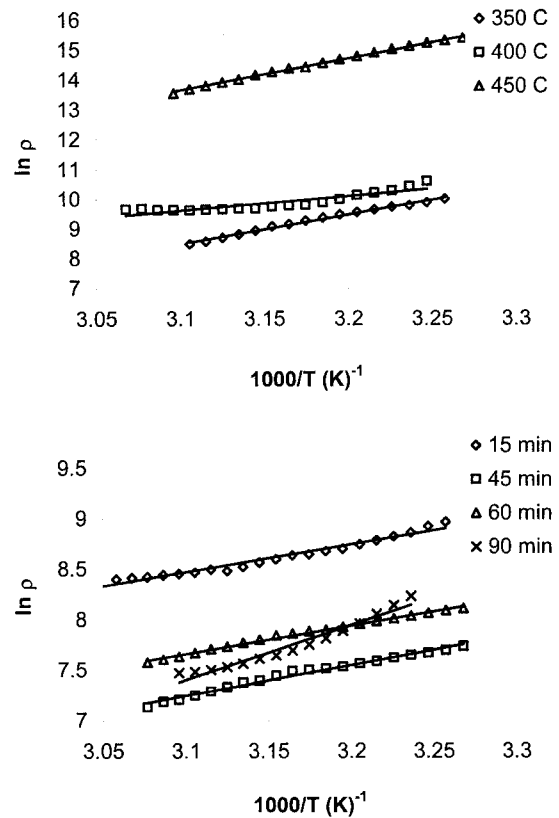 16
15
14
13
12
11
10
9
8
7
ln ρ
3.05 3.1 3.15 3.2 3.25 3.3
1000/T (K)-1
350 C
400 C
450 C
9.5
9
8.5
8
7.5
7
ln ρ
3.05 3.1 3.15 3.2 3.25 3.3
1000/T (K)-1
15 min
45 min
60 min
90 min